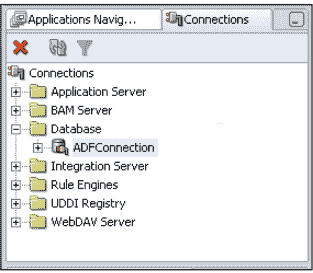 Applications Navig... Connections
Connections
Application Server
BAM Server
Database
ADFConnection
Integration Server
Rule Engines
UDDI Registry
WebDAV Server